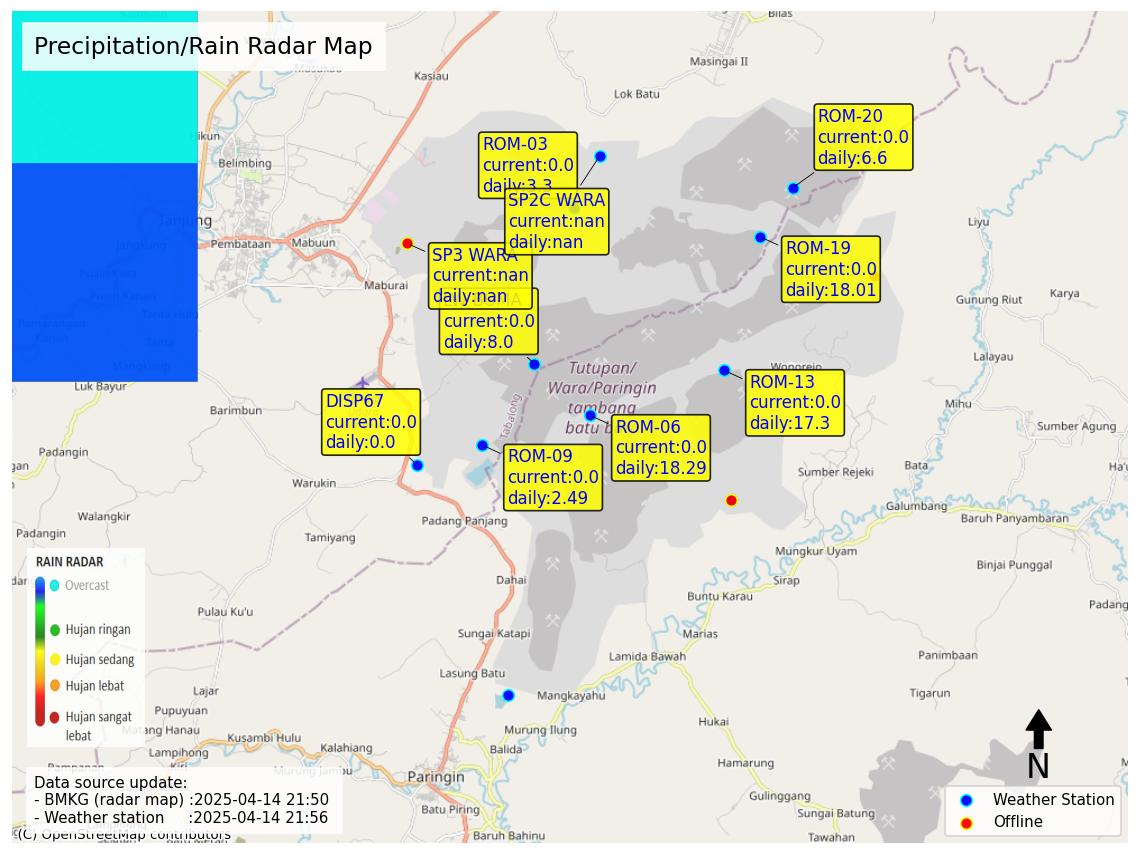 Precipitation/Rain Radar Map
Bilas
Masingai II
Kasiau
Lok Batu
Hikun
Belimbing
Tanjung
Pembataan
Mabuun
Maburai
Liyu
Gunung Riut
Karya
Lalayau
Mihu
Sumber Agung
Wonorejo
Luk Bayur
Barimbun
Tutupan/
Wara/Paringin
tambang
Tabalong
ROM-03
current:0.0
daily:3.3
SP2C WARA
current:nan
daily:nan
ROM-20
current:0.0
daily:6.6
ROM-19
current:0.0
daily:18.01
SP3 WARA
current:nan
daily:nan
current:0.0
daily:8.0
ROM-13
current:0.0
daily:17.3
DISP67
current:0.0
daily:0.0
ROM-06
current:0.0
daily:18.29
ROM-09
current:0.0
daily:2.49
Sumber Rejeki
Bata
Galumbang
Baruh Panyambaran
Mungkur Uyam
Binjai Punggal
Sirap
Buntu Karau
Padang
Warukin
Walangkir
Padangin
Tamiyang
Padang Panjang
Dahai
Pulau Ku'u
Sungai Katapi
Marias
Lamida Bawah
Panimbaan
Tigarun
Lasung Batu
Mangkayahu
Hukai
Lajar
Pupuyuan
Matang Hanau
Lampihong
Kusambi Hulu
Kalahiang
Murung Jambu
Murung Ilung
Balida
Paringin
Hamarung
Gulinggang
Batu Piring
Sungai Batung
Baruh Bahinu
Tawahan
RAIN RADAR
Overcast
Hujan ringan
Hujan sedang
Hujan lebat
Hujan sangat
lebat
Data source update:
- BMKG (radar map) :2025-04-14 21:50
- Weather station :2025-04-14 21:56
(C) OpenStreetMap contributors
N
Weather Station
Offline